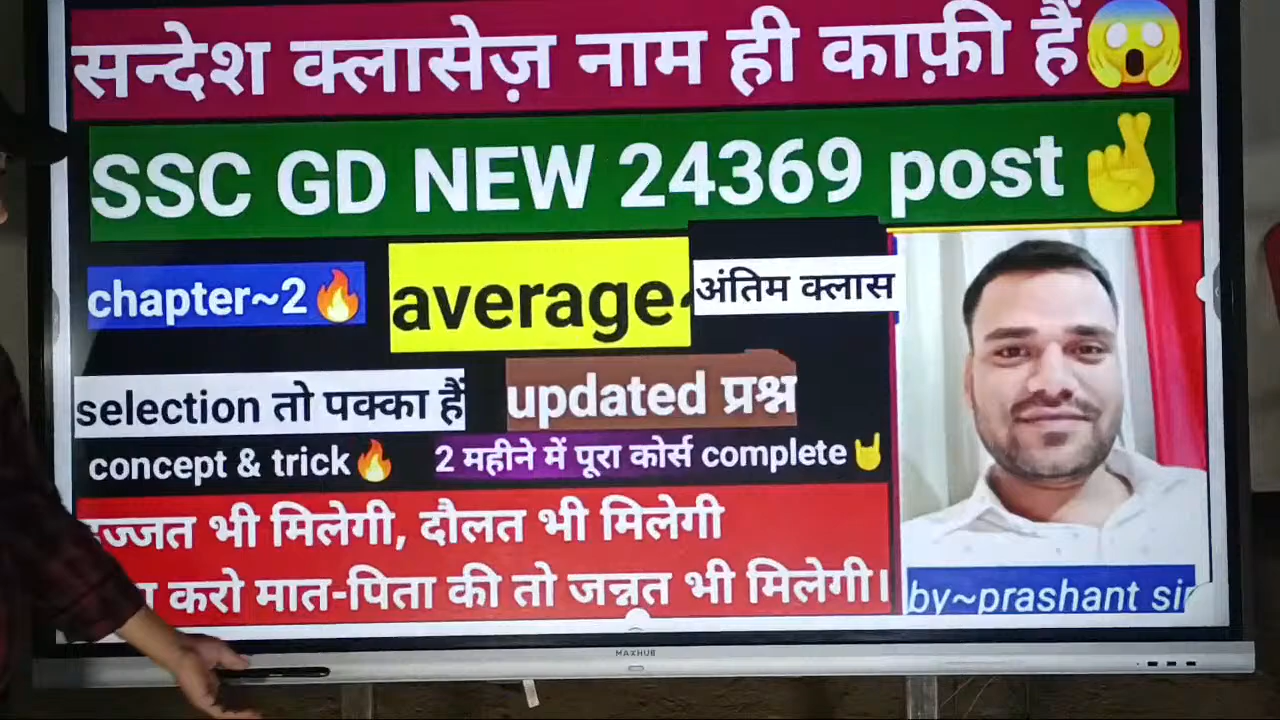 सन्देश क्लासेज़ नाम ही काफ़ी हैं😱
SSC GD NEW 24369 post🤞
chapter~2🔥
average
अंतिम क्लास
selection तो पक्का हैं
updated प्रश्न
concept & trick🔥
2 महीने में पूरा कोर्स complete🤘
ज्जत भी मिलेगी, दौलत भी मिलेगी
करो मात-पिता की तो जन्नत भी मिलेगी।
by~prashant sir
MAXHUB